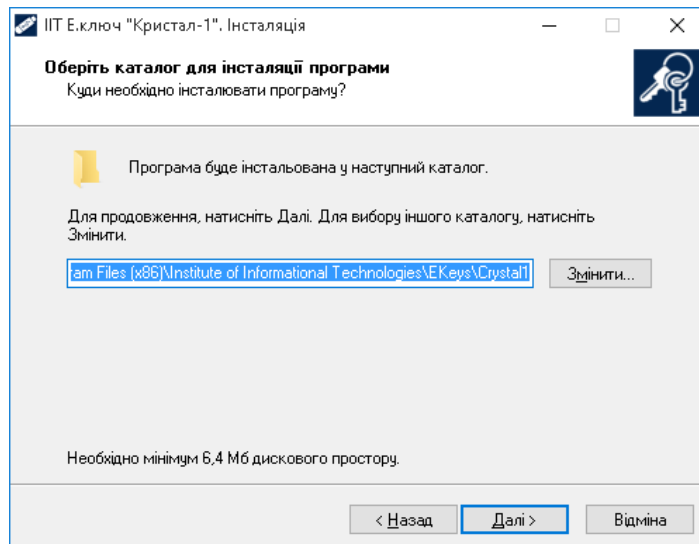 ІІТ Е.ключ "Кристал-1". Інсталяція
Оберіть каталог для інсталяції програми
Куди необхідно інсталювати програму?
Програма буде інстальована у наступний каталог.
Для продовження, натисніть Далі. Для вибору іншого каталогу, натисніть
Змінити.
ram Files (x86)\Institute of Informational Technologies\EKeys\Crystal1
Змінити...
Необхідно мінімум 6,4 Мб дискового простору.
< Назад
Далі >
Відміна